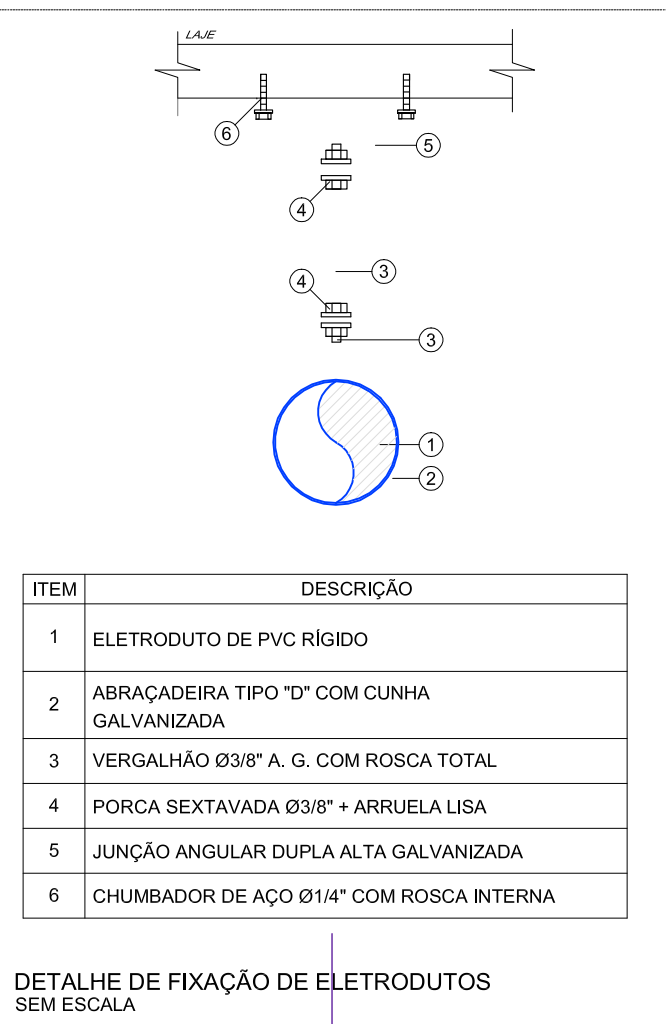 LAJE
6
5
4
3
4
3
1
2
ITEM DESCRIÇÃO
1 ELETRODUTO DE PVC RÍGIDO
2 ABRAÇADEIRA TIPO "D" COM CUNHA
GALVANIZADA
3 VERGALHÃO Ø3/8" A. G. COM ROSCA TOTAL
4 PORCA SEXTAVADA Ø3/8" + ARRUELA LISA
5 JUNÇÃO ANGULAR DUPLA ALTA GALVANIZADA
6 CHUMBADOR DE AÇO Ø1/4" COM ROSCA INTERNA
DETALHE DE FIXAÇÃO DE ELETRODUTOS
SEM ESCALA